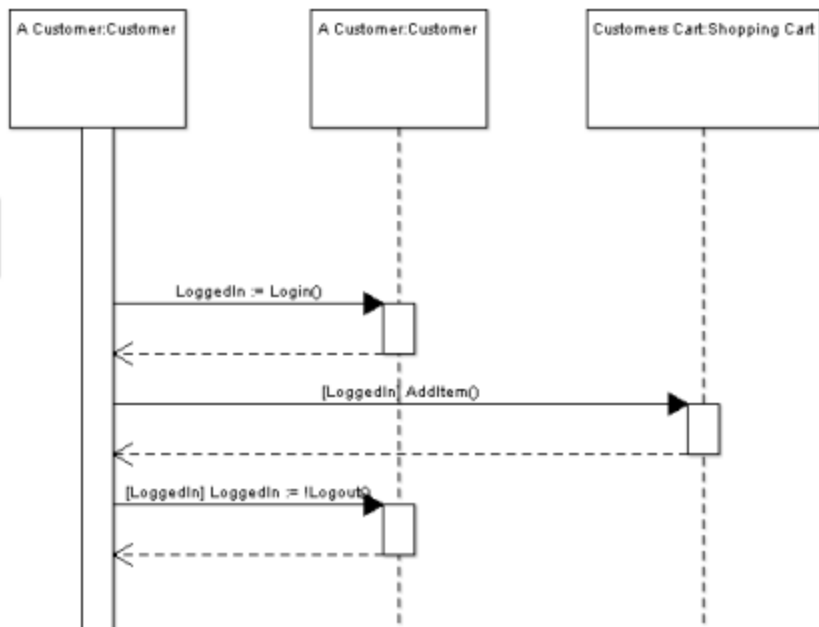 A Customer:Customer
A Customer:Customer
Customers Cart:Shopping Cart
LoggedIn := Login()
[LoggedIn] AddItem()
[LoggedIn] LoggedIn := !Logout()